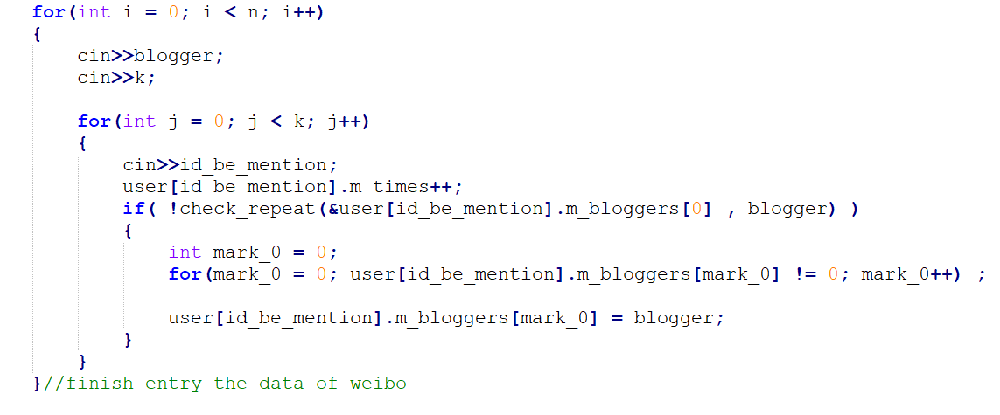 for(int i = 0; i < n; i++)
{
    cin>>blogger;
    cin>>k;

    for(int j = 0; j < k; j++)
    {
        cin>>id_be_mention;
        user[id_be_mention].m_times++;
        if( !check_repeat(&user[id_be_mention].m_bloggers[0] , blogger) )
        {
            int mark_0 = 0;
            for(mark_0 = 0; user[id_be_mention].m_bloggers[mark_0] != 0; mark_0++) ;

            user[id_be_mention].m_bloggers[mark_0] = blogger;
        }
    }
}//finish entry the data of weibo